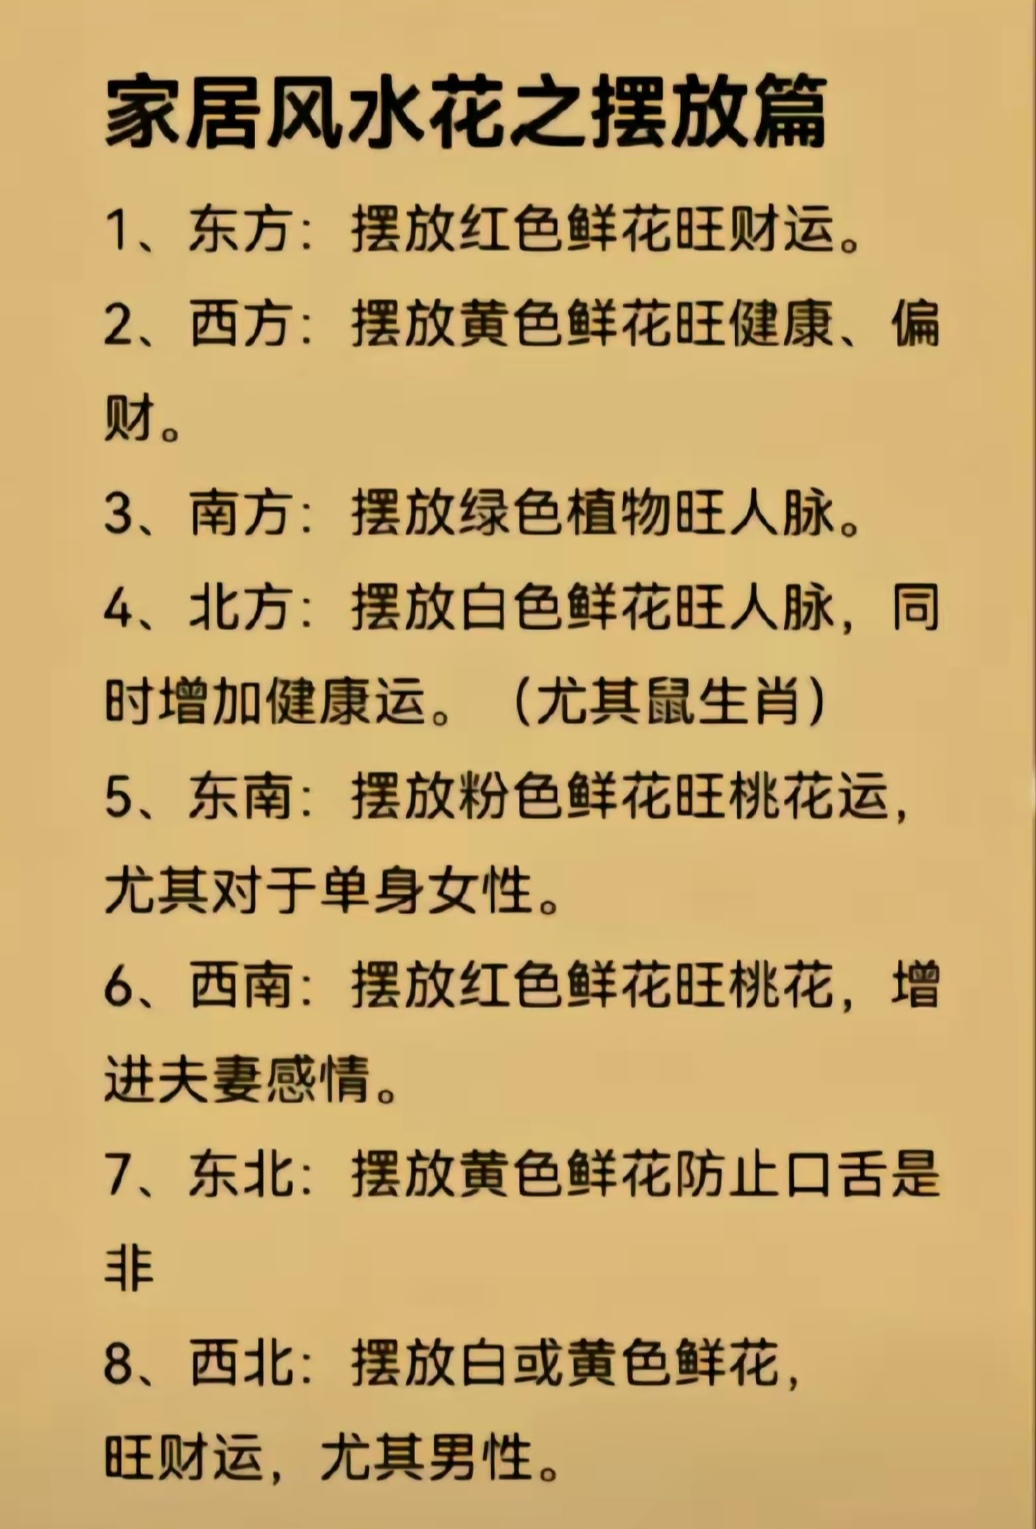 家居风水花之摆放篇
1、东方：摆放红色鲜花旺财运。
2、西方：摆放黄色鲜花旺健康、偏
财。
3、南方：摆放绿色植物旺人脉。
4、北方：摆放白色鲜花旺人脉，同
时增加健康运。（尤其鼠生肖）
5、东南：摆放粉色鲜花旺桃花运，
尤其对于单身女性。
6、西南：摆放红色鲜花旺桃花，增
进夫妻感情。
7、东北：摆放黄色鲜花防止口舌是
非
8、西北：摆放白或黄色鲜花，
旺财运，尤其男性。